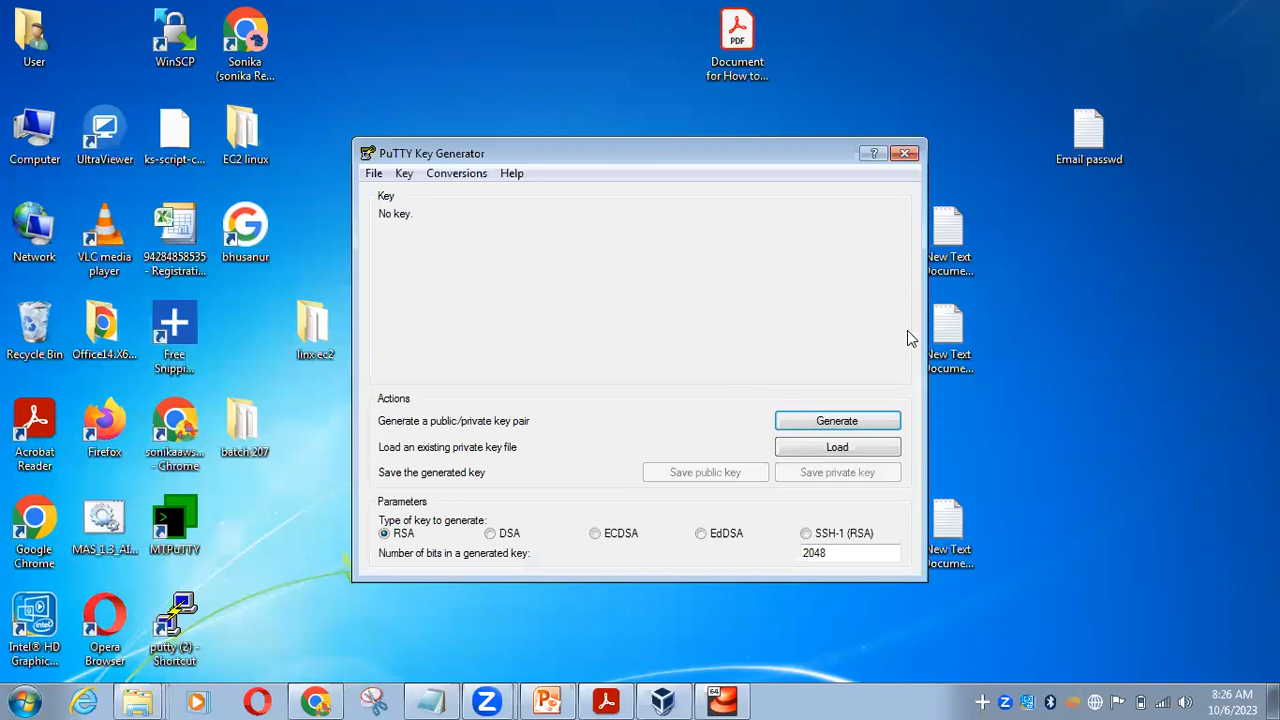 User
WinSCP
Sonika
(sonika Re...
PDF
Document
for How to...
Computer
UltraViewer
ks-script-c...
EC2 linux
Email passwd
PuTTY Key Generator
?
File
Key
Conversions
Help
Key
No key.
Network
VLC media
player
94284858535
- Registrati...
bhusanur
New Text
Docume...
Recycle Bin
Office14.X6...
Free
Snippi...
linx ec2
New Text
Docume...
Actions
Generate a public/private key pair
Generate
Load an existing private key file
Load
Save the generated key
Save public key
Save private key
Acrobat
Reader
Firefox
sonikaaws...
- Chrome
batch 207
Parameters
Type of key to generate:
RSA
DSA
ECDSA
EdDSA
SSH-1 (RSA)
Number of bits in a generated key:
2048
Google
Chrome
MAS_1.3_AI...
MTPuTTY
New Text
Docume...
Intel® HD
Graphic...
Opera
Browser
putty (2) -
Shortcut
64
8:26 AM
10/6/2023